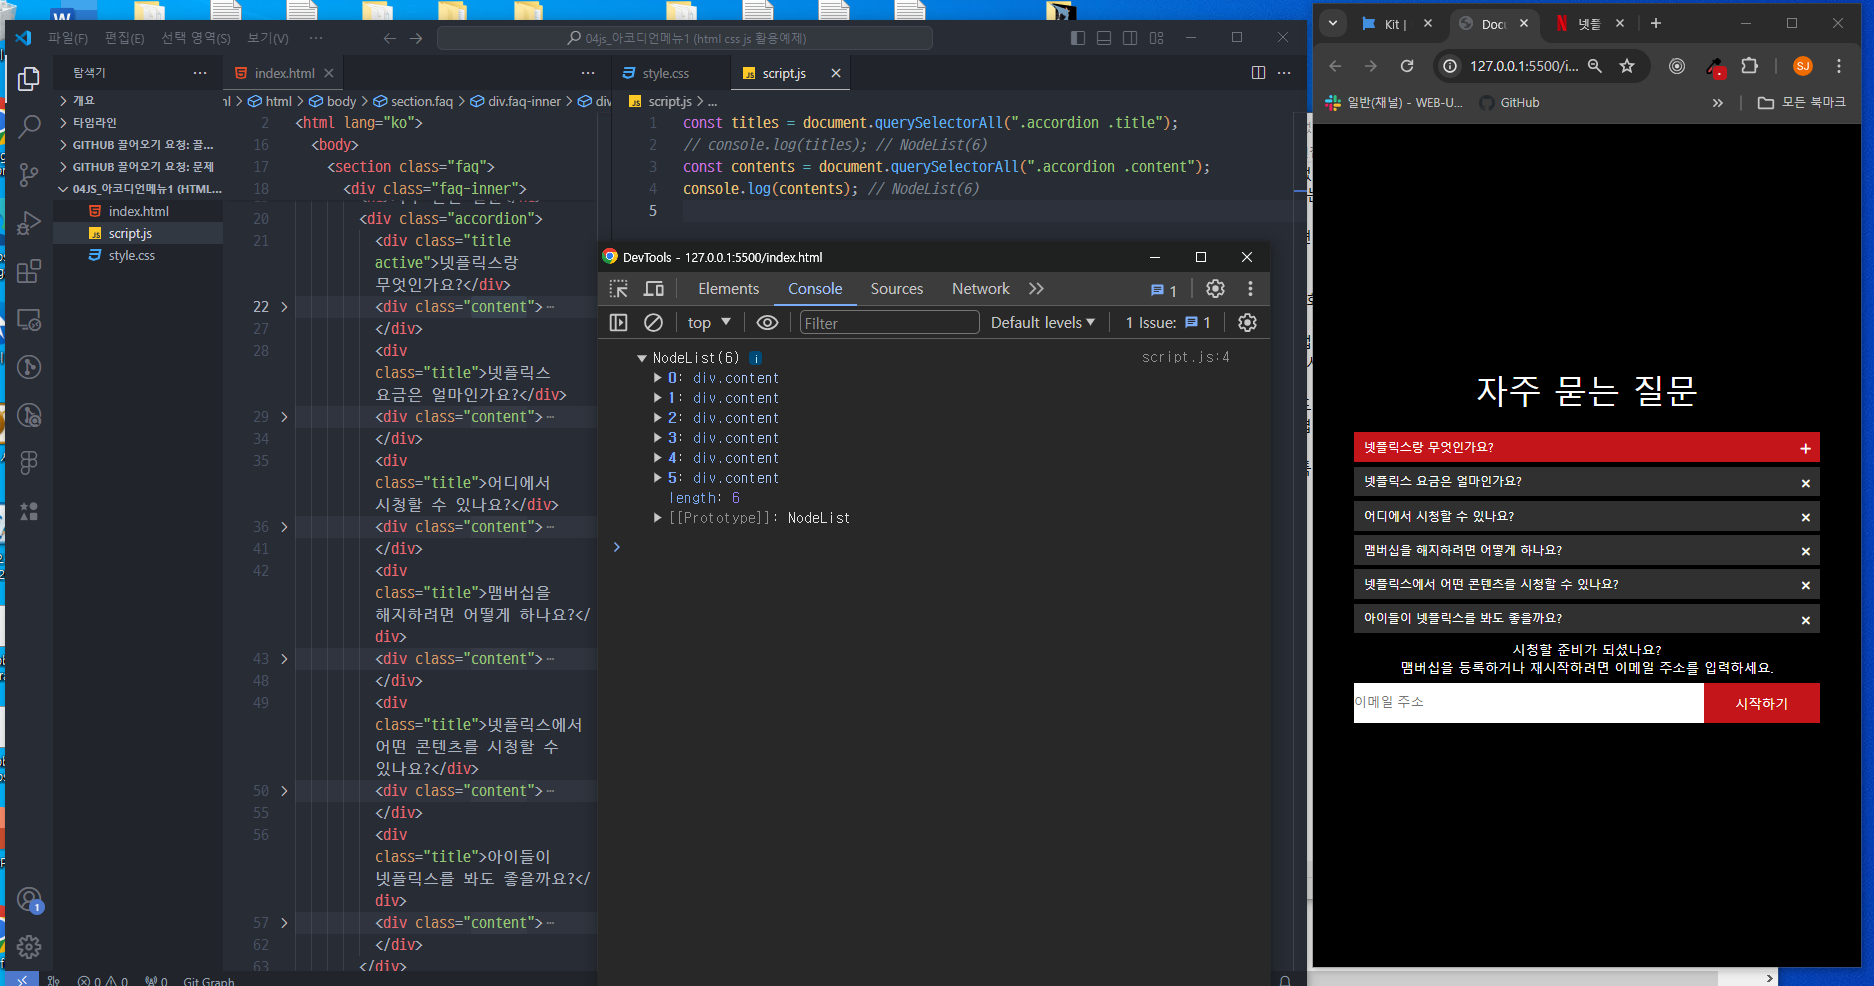 파일(F) 편집(E) 선택 영역(S) 보기(V) ···
04js_아코디언메뉴1 (html css js 활용예제)
탐색기
개요
타임라인
GITHUB 끌어오기 요청: 끌...
GITHUB 끌어오기 요청: 문제
04JS_아코디언메뉴1 (HTML...
index.html
script.js
style.css
index.html
html > body > section.faq > div.faq-inner >
2 <html lang="ko">
16 <body>
17 <section class="faq">
18 <div class="faq-inner">
20 <div class="accordion">
21 <div class="title
active">넷플릭스랑
무엇인가요?</div>
22 <div class="content">···
27 </div>
28 <div
class="title">넷플릭스
요금은 얼마인가요?</div>
29 <div class="content">···
34 </div>
35 <div
class="title">어디에서
시청할 수 있나요?</div>
36 <div class="content">···
41 </div>
42 <div
class="title">맴버십을
해지하려면 어떻게 하나요?</
div>
43 <div class="content">···
48 </div>
49 <div
class="title">넷플릭스에서
어떤 콘텐츠를 시청할 수
있나요?</div>
50 <div class="content">···
55 </div>
56 <div
class="title">아이들이
넷플릭스를 봐도 좋을까요?</
div>
57 <div class="content">···
62 </div>
63 </div>
0 0 0 Git Graph
1
style.css script.js
script.js > ...
1 const titles = document.querySelectorAll(".accordion .title");
2 // console.log(titles); // NodeList(6)
3 const contents = document.querySelectorAll(".accordion .content");
4 console.log(contents); // NodeList(6)
5
DevTools - 127.0.0.1:5500/index.html
Elements Console Sources Network 1
top Filter Default levels 1 Issue: 1
NodeList(6) i script.js:4
0: div.content
1: div.content
2: div.content
3: div.content
4: div.content
5: div.content
length: 6
[[Prototype]]: NodeList
Kit | Docu 넷플
127.0.0.1:5500/i... SJ
일반(채널) - WEB-U... GitHub 모든 북마크
자주 묻는 질문
넷플릭스랑 무엇인가요? +
넷플릭스 요금은 얼마인가요? ×
어디에서 시청할 수 있나요? ×
맴버십을 해지하려면 어떻게 하나요? ×
넷플릭스에서 어떤 콘텐츠를 시청할 수 있나요? ×
아이들이 넷플릭스를 봐도 좋을까요? ×
시청할 준비가 되셨나요?
맴버십을 등록하거나 재시작하려면 이메일 주소를 입력하세요.
이메일 주소 시작하기